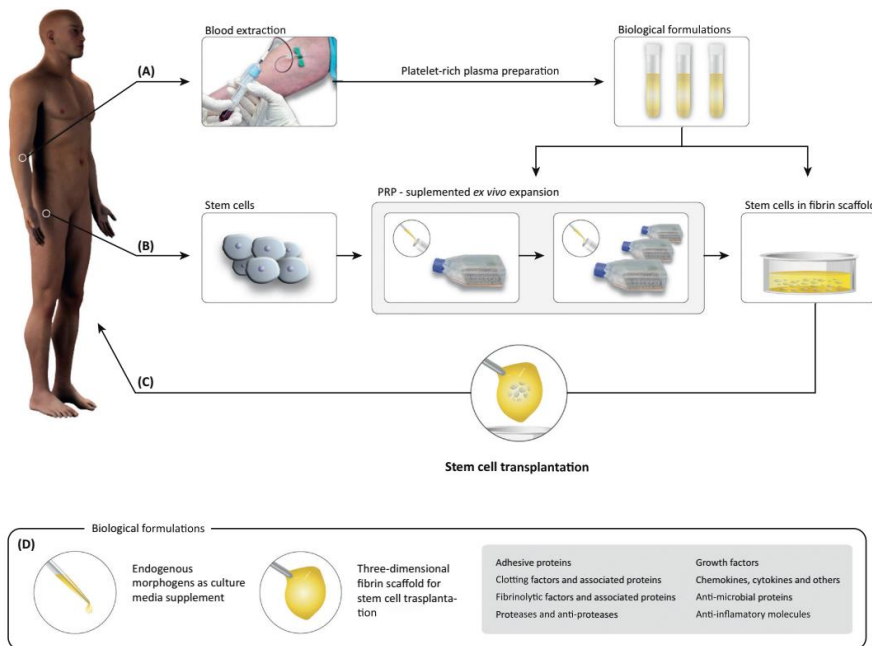 Blood extraction
Biological formulations
(A)
Platelet-rich plasma preparation
PRP - suplemented ex vivo expansion
Stem cells
Stem cells in fibrin scaffold
(B)
(C)
Stem cell transplantation
Biological formulations
(D)
Endogenous
morphogens as culture
media supplement
Three-dimensional
fibrin scaffold for
stem cell trasplanta-
tion
Adhesive proteins
Clotting factors and associated proteins
Fibrinolytic factors and associated proteins
Proteases and anti-proteases
Growth factors
Chemokines, cytokines and others
Anti-microbial proteins
Anti-inflamatory molecules